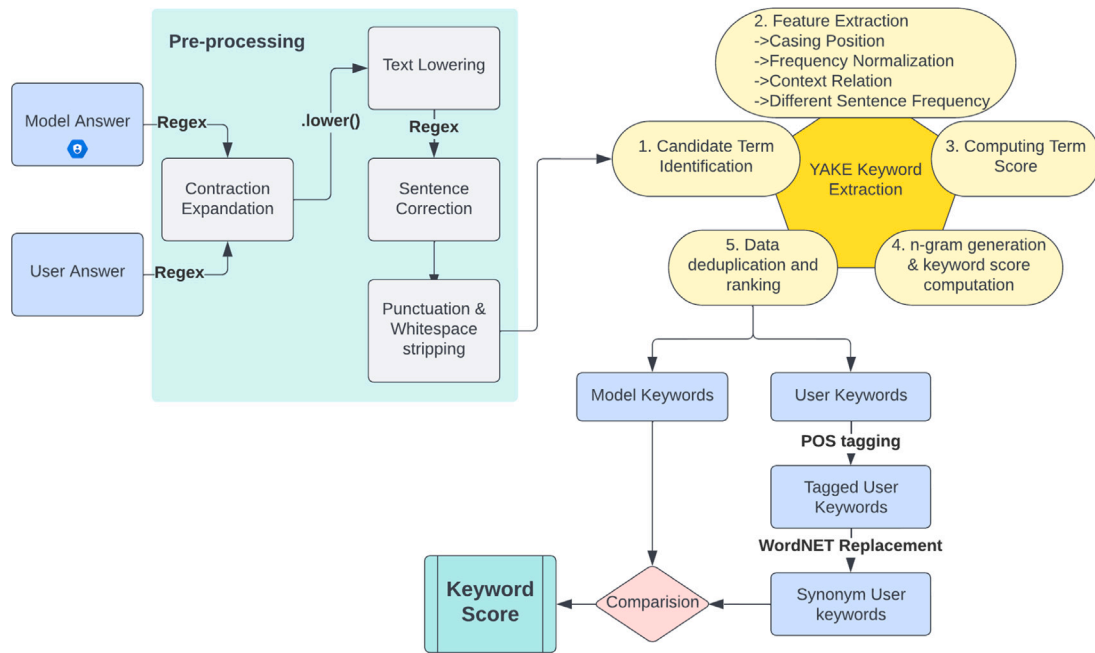 Pre-processing
Model Answer
User Answer
Regex
Regex
Contraction
Expandation
.lower()
Text Lowering
Regex
Sentence
Correction
Punctuation &
Whitespace
stripping
2. Feature Extraction
->Casing Position
->Frequency Normalization
->Context Relation
->Different Sentence Frequency
1. Candidate Term
Identification
YAKE Keyword
Extraction
3. Computing Term
Score
5. Data
deduplication and
ranking
4. n-gram generation
& keyword score
computation
Model Keywords
User Keywords
POS tagging
Tagged User
Keywords
WordNET Replacement
Synonym User
keywords
Comparision
Keyword
Score